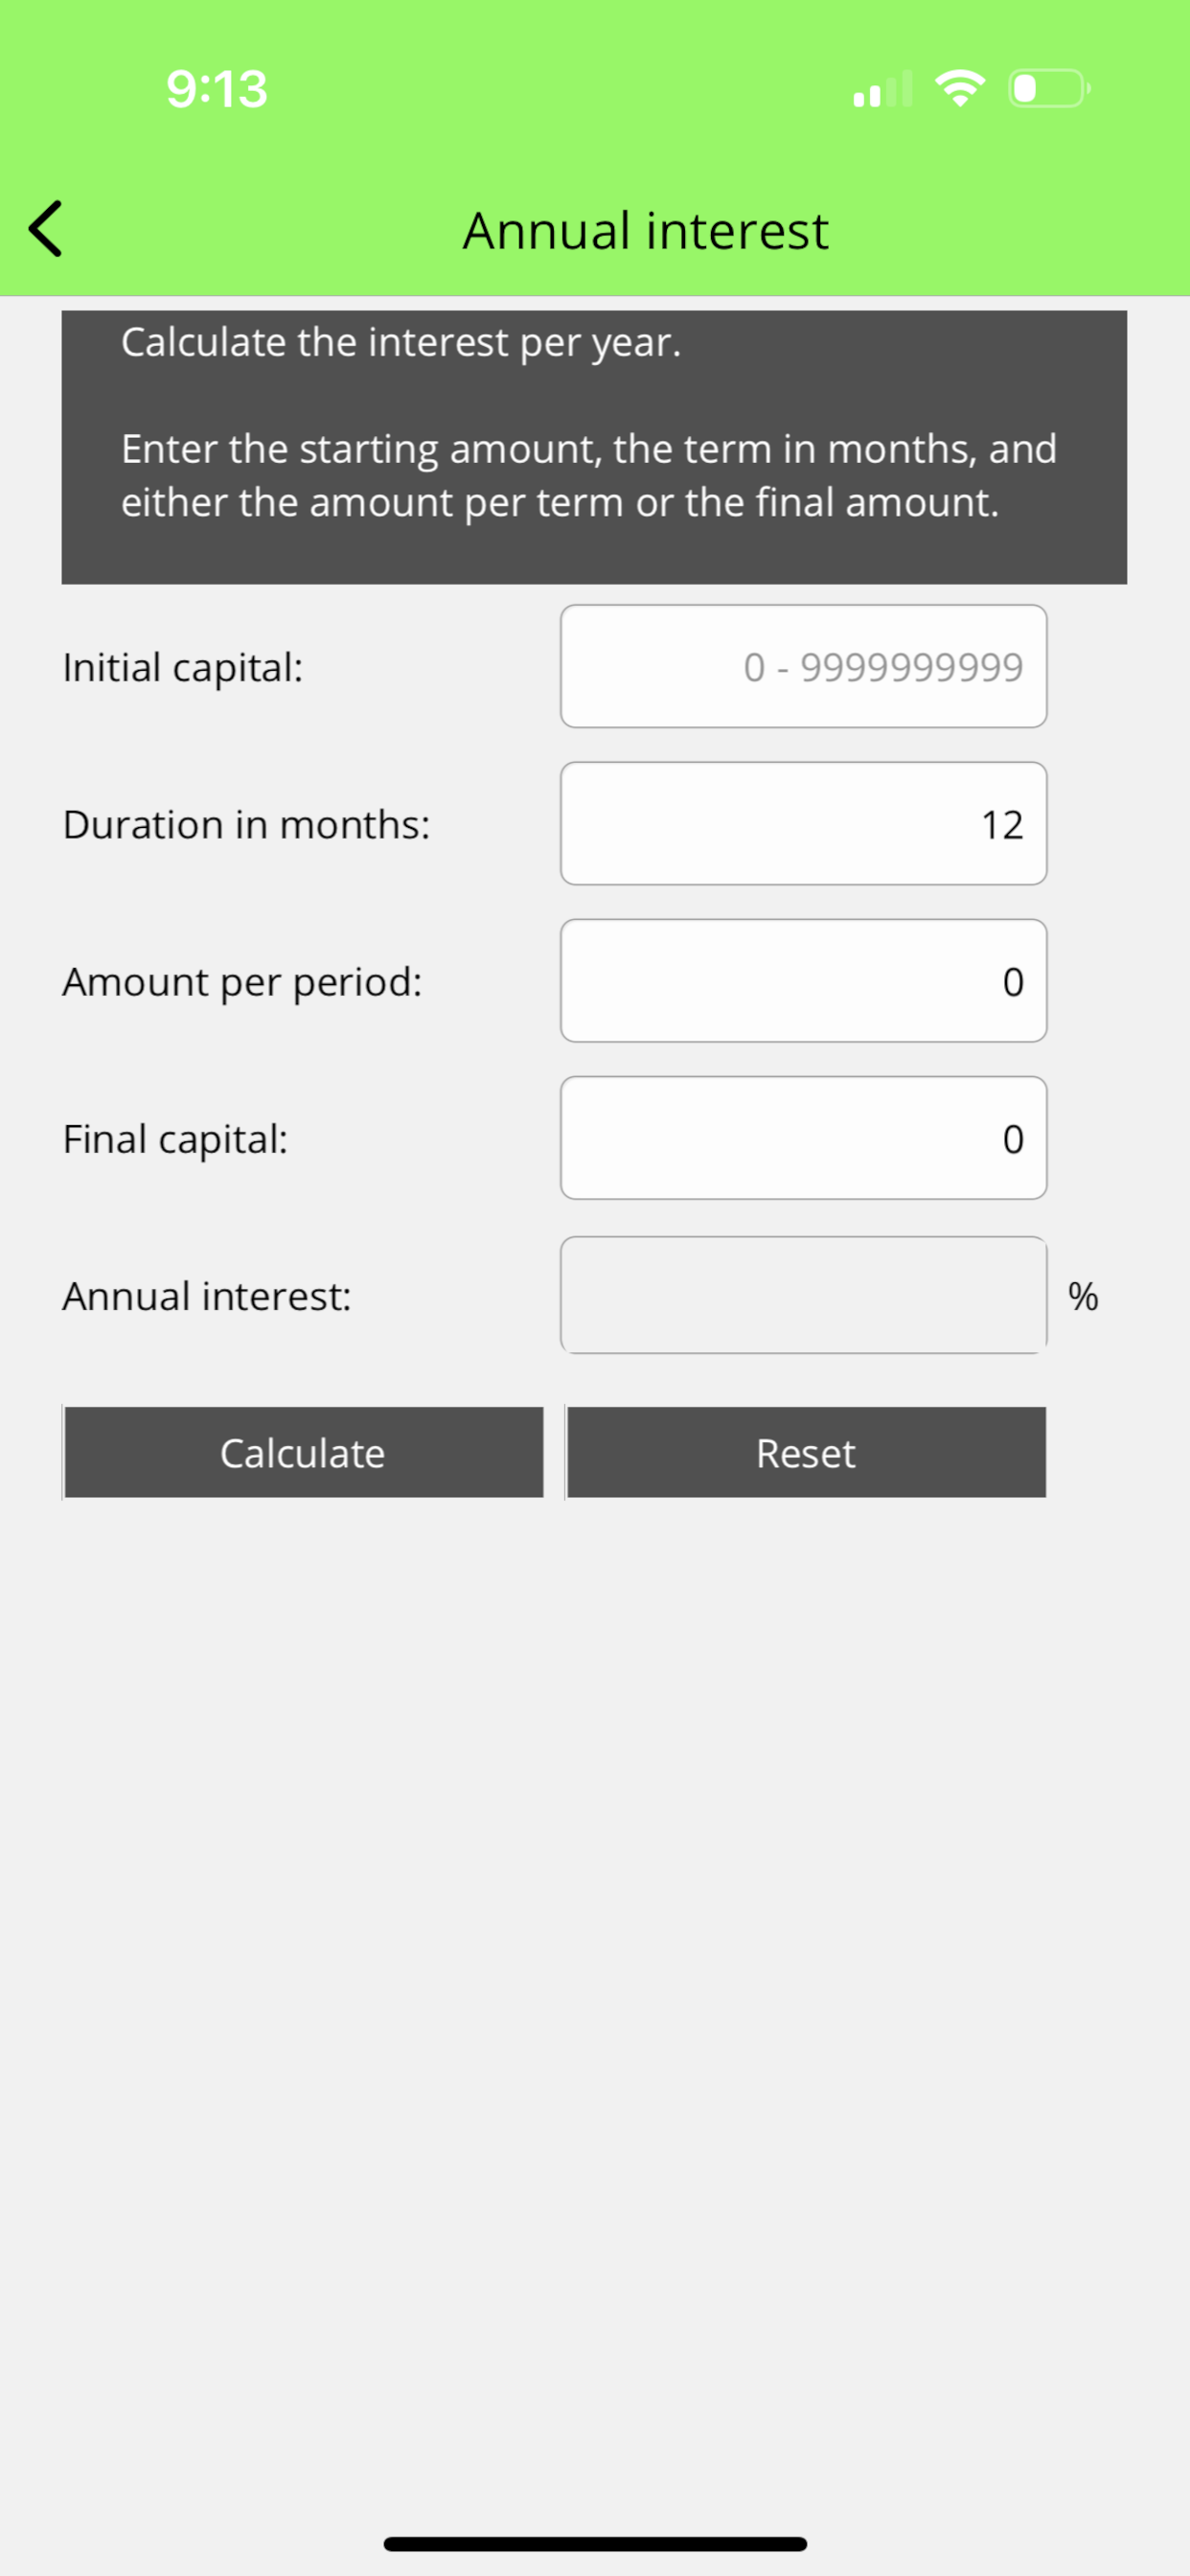 9:13
Annual interest
Calculate the interest per year.
Enter the starting amount, the term in months, and
either the amount per term or the final amount.
Initial capital: 0 - 9999999999
Duration in months: 12
Amount per period: 0
Final capital: 0
Annual interest: %
Calculate Reset